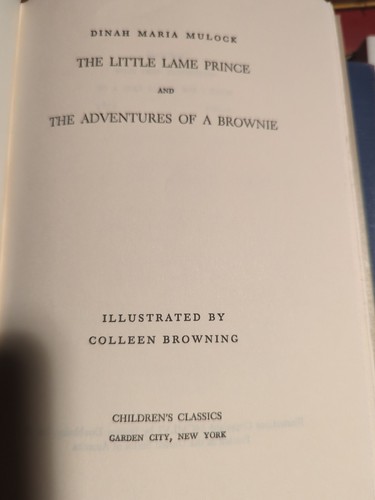 DINAH MARIA MULOCK
THE LITTLE LAME PRINCE
AND
THE ADVENTURES OF A BROWNIE
ILLUSTRATED BY
COLLEEN BROWNING
CHILDREN'S CLASSICS
GARDEN CITY, NEW YORK